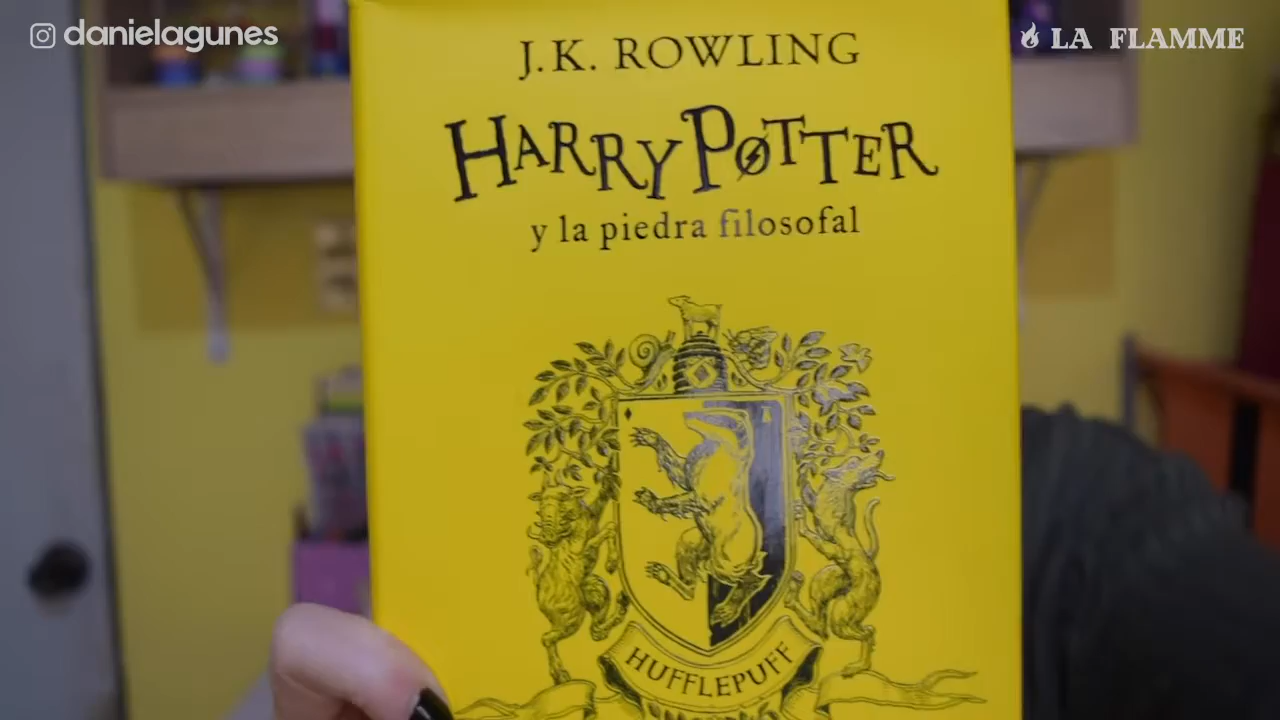 danielagunes
LA FLAMME
J.K. ROWLING
HARRY POTTER
y la piedra filosofal
HUFFLEPUFF